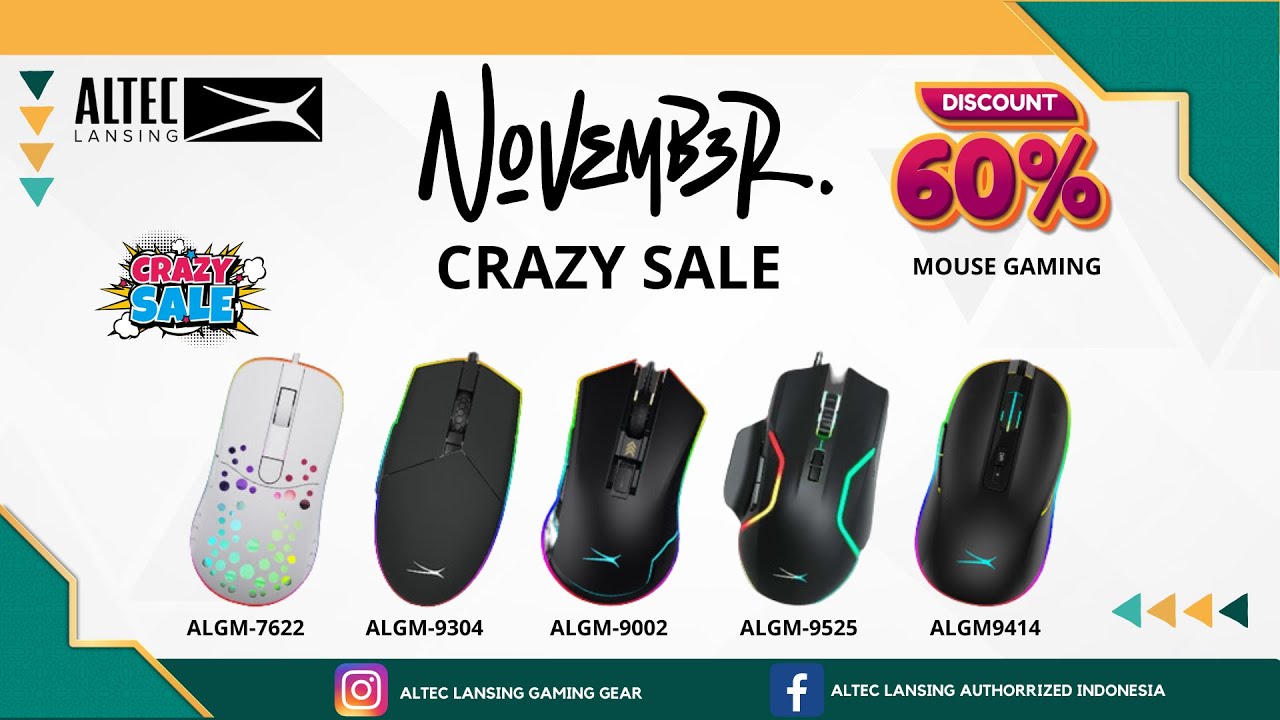 ALTEC
LANSING
NOVEMB3R.
CRAZY SALE
DISCOUNT
60%
MOUSE GAMING
CRAZY
SALE
ALGM-7622
ALGM-9304
ALGM-9002
ALGM-9525
ALGM9414
ALTEC LANSING GAMING GEAR
ALTEC LANSING AUTHORRIZED INDONESIA